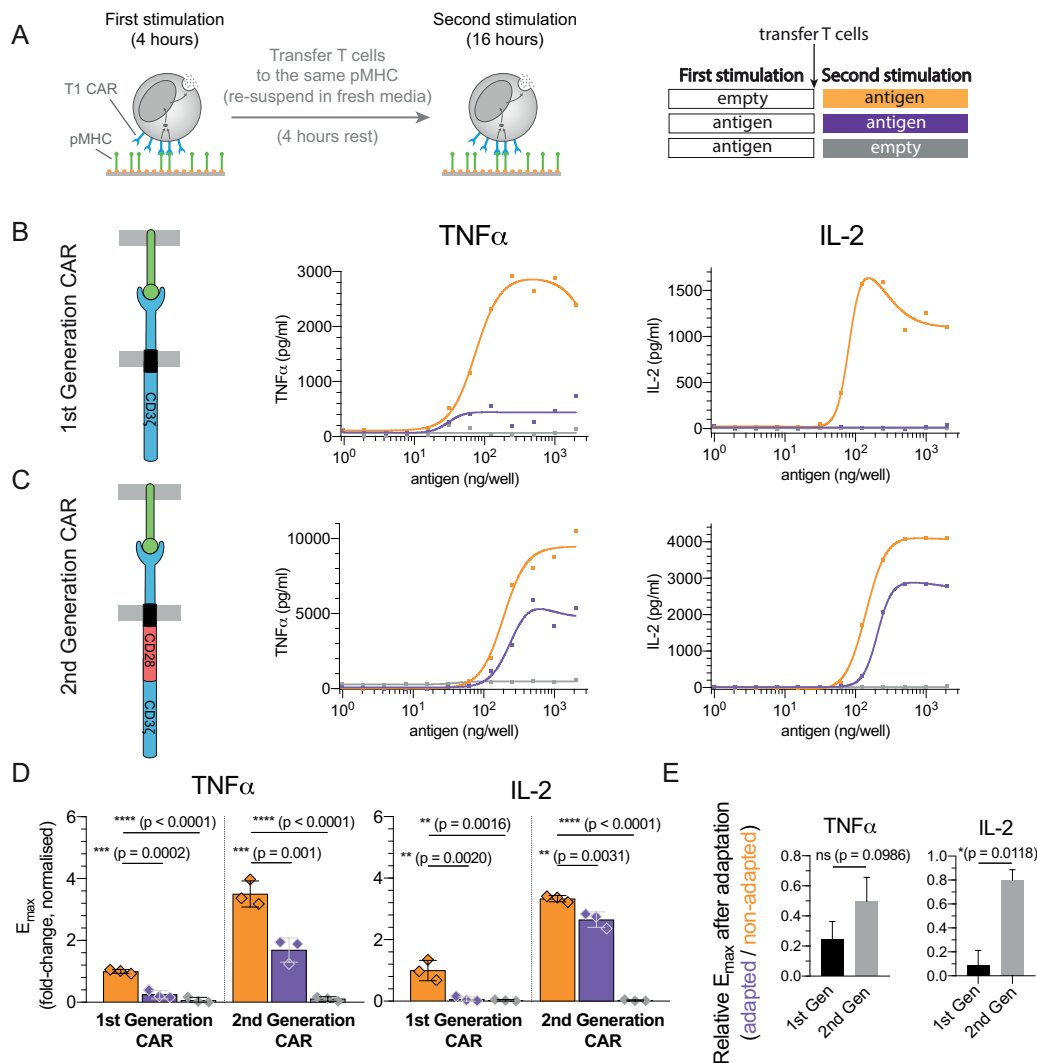 A
First stimulation
(4 hours)
Transfer T cells
to the same pMHC
(re-suspend in fresh media)
(4 hours rest)
Second stimulation
(16 hours)
T1 CAR
pMHC
transfer T cells
First stimulation
Second stimulation
empty
antigen
antigen
antigen
antigen
empty
B
1st Generation CAR
CD3ζ
TNFα
TNFα (pg/ml)
3000
2000
1000
0
10⁰
10¹
10²
10³
antigen (ng/well)
IL-2
IL-2 (pg/ml)
1500
1000
500
0
10⁰
10¹
10²
10³
antigen (ng/well)
C
2nd Generation CAR
CD28
CD3ζ
TNFα (pg/ml)
10000
5000
0
10⁰
10¹
10²
10³
antigen (ng/well)
IL-2 (pg/ml)
4000
3000
2000
1000
0
10⁰
10¹
10²
10³
antigen (ng/well)
D
TNFα
Emax
(fold-change, normalised)
6
4
2
0
**** (p < 0.0001)
*** (p = 0.0002)
**** (p < 0.0001)
*** (p = 0.001)
1st Generation
CAR
2nd Generation
CAR
IL-2
6
4
2
0
** (p = 0.0016)
** (p = 0.0020)
**** (p <0.0001)
** (p = 0.0031)
1st Generation
CAR
2nd Generation
CAR
E
Relative Emax after adaptation
(adapted / non-adapted)
TNFα
ns (p = 0.0986)
0.8
0.6
0.4
0.2
0.0
1st Gen
2nd Gen
IL-2
*(p = 0.0118)
1.0
0.8
0.6
0.4
0.2
0.0
1st Gen
2nd Gen